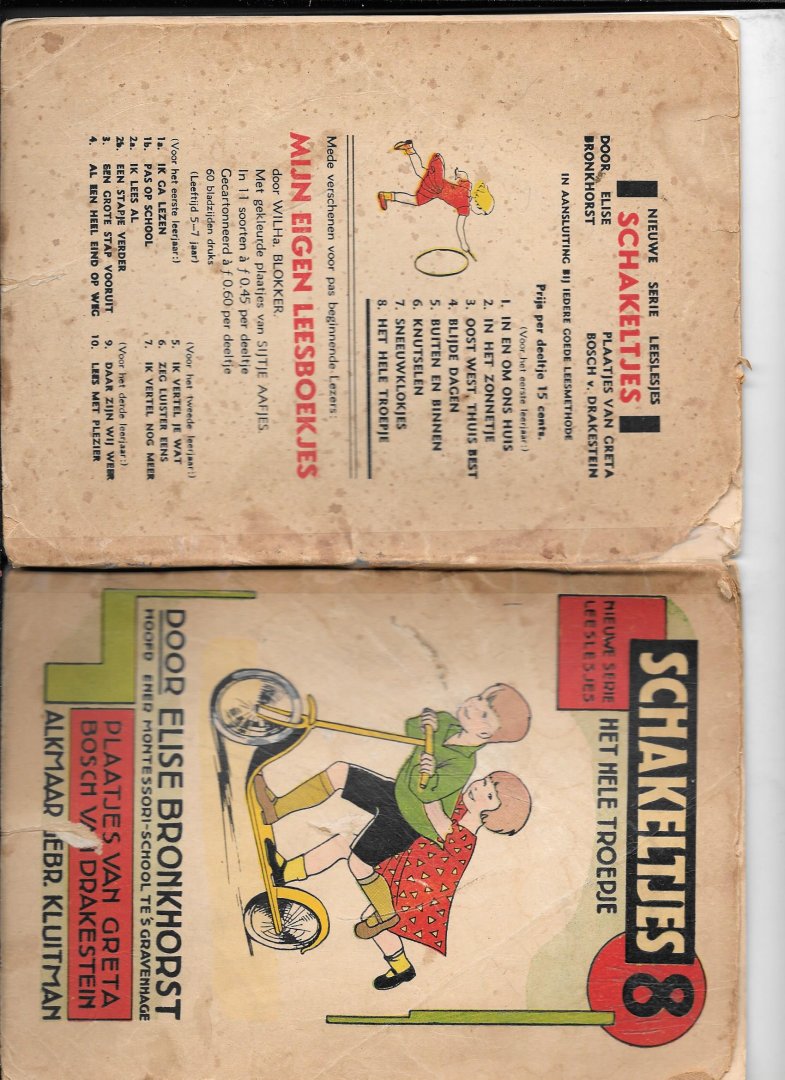 NIEUWE SERIE LEESLESJES
SCHAKELTJES
DOOR ELISE
BRONKHORST
PLAATJES VAN GRETA
BOSCH v. DRAKESTEIN
IN AANSLUITING BIJ IEDERE GOEDE LEESMETHODE
Prijs per deeltje 15 cents.
(Voor het eerste leerjaar:)
1. IN EN OM ONS HUIS
2. IN HET ZONNETJE
3. OOST WEST, THUIS BEST
4. BLIJDE DAGEN
5. BUITEN EN BINNEN
6. KNUTSELEN
7. SNEEUWKLOKJES
8. HET HELE TROEPJE
Mede verschenen voor pas beginnende Lezers:
MIJN EIGEN LEESBOEKJES
door WILHa. BLOKKER.
Met gekleurde plaatjes van SIJTJE AAFJES.
In 11 soorten à ƒ 0.45 per deeltje
Gecartonneerd à ƒ 0.60 per deeltje
60 bladzijden druks
(Leeftijd 5–7 jaar)
(Voor het eerste leerjaar:)
1a. IK GA LEZEN
1b. PAS OP SCHOOL
2a. IK LEES AL
2b. EEN STAPJE VERDER
3. EEN GROTE STAP VOORUIT
4. AL EEN HEEL EIND OP WEG
(Voor het tweede leerjaar:)
5. IK VERTEL JE WAT
6. ZEG LUISTER EENS
7. IK VERTEL NOG MEER
(Voor het derde leerjaar:)
9. DAAR ZIJN WIJ WEER
10. LEES MET PLEZIER
SCHAKELTJES 8
NIEUWE SERIE
LEESLESJES
HET HELE TROEPJE
DOOR ELISE BRONKHORST
HOOFD EENER MONTESSORI-SCHOOL TE 'S GRAVENHAGE
PLAATJES VAN GRETA
BOSCH VAN DRAKESTEIN
ALKMAAR GEBR. KLUITMAN